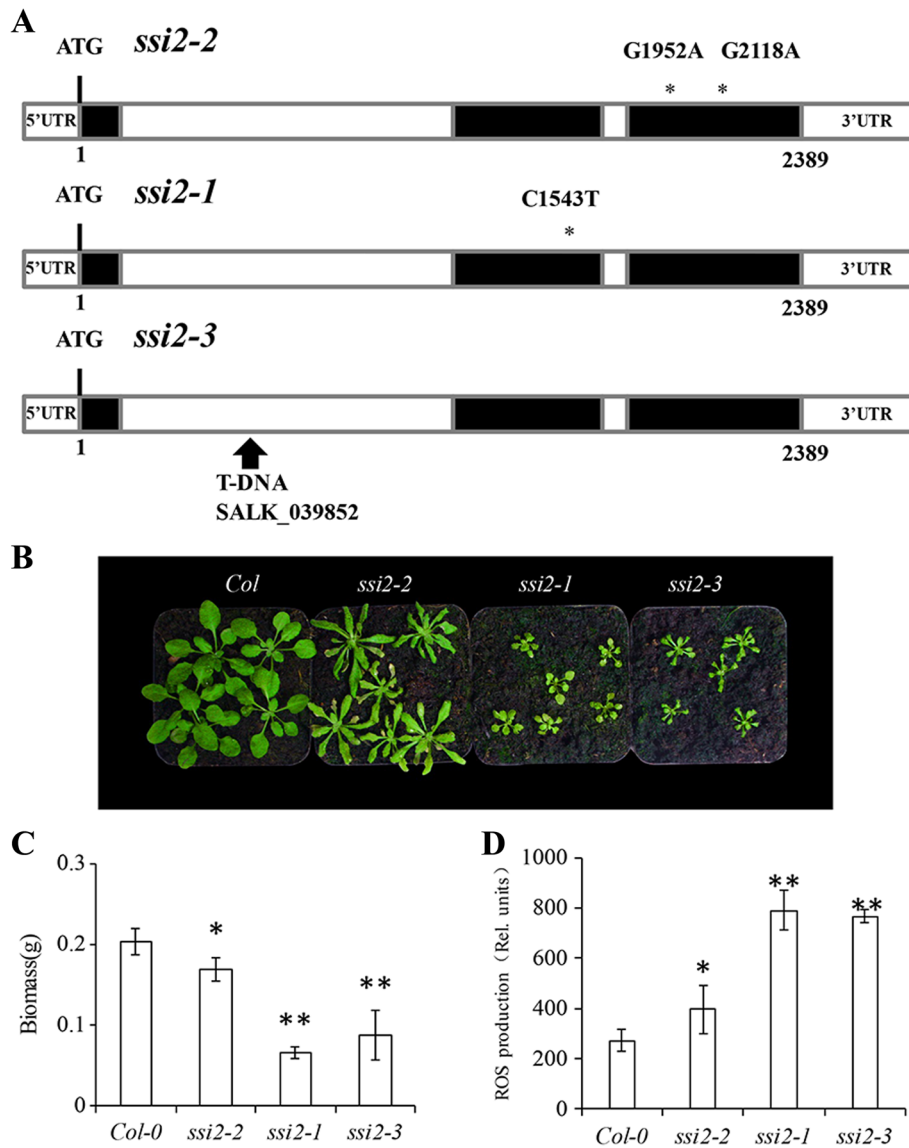 A
ATG ssi2-2
G1952A G2118A
* *
5'UTR 3'UTR
1 2389
ATG ssi2-1
C1543T
*
5'UTR 3'UTR
1 2389
ATG ssi2-3
5'UTR 3'UTR
1 2389
T-DNA
SALK_039852
B
Col ssi2-2 ssi2-1 ssi2-3
C
Biomass(g)
0.3
0.2
0.1
0
*
**
**
Col-0 ssi2-2 ssi2-1 ssi2-3
D
ROS production（Rel. units）
1000
800
600
400
200
0
*
**
**
Col-0 ssi2-2 ssi2-1 ssi2-3